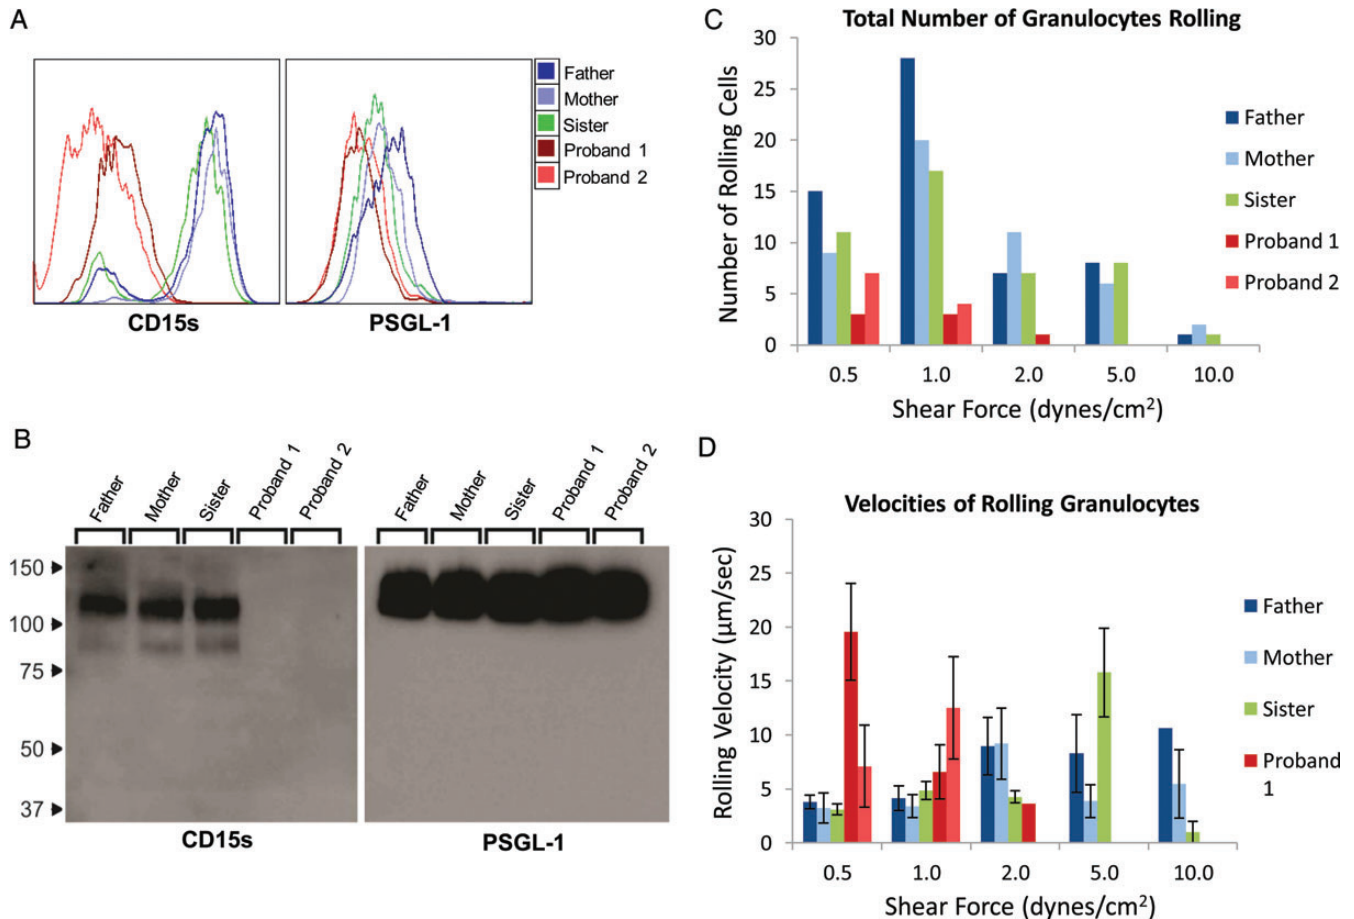 A
Father
Mother
Sister
Proband 1
Proband 2
CD15s
PSGL-1
B
Father
Mother
Sister
Proband 1
Proband 2
Father
Mother
Sister
Proband 1
Proband 2
150
100
75
50
37
CD15s
PSGL-1
C
Total Number of Granulocytes Rolling
Number of Rolling Cells
30
25
20
15
10
5
0
0.5
1.0
2.0
5.0
10.0
Shear Force (dynes/cm²)
Father
Mother
Sister
Proband 1
Proband 2
D
Velocities of Rolling Granulocytes
Rolling Velocity (µm/sec)
30
25
20
15
10
5
0
0.5
1.0
2.0
5.0
10.0
Shear Force (dynes/cm²)
Father
Mother
Sister
Proband
1